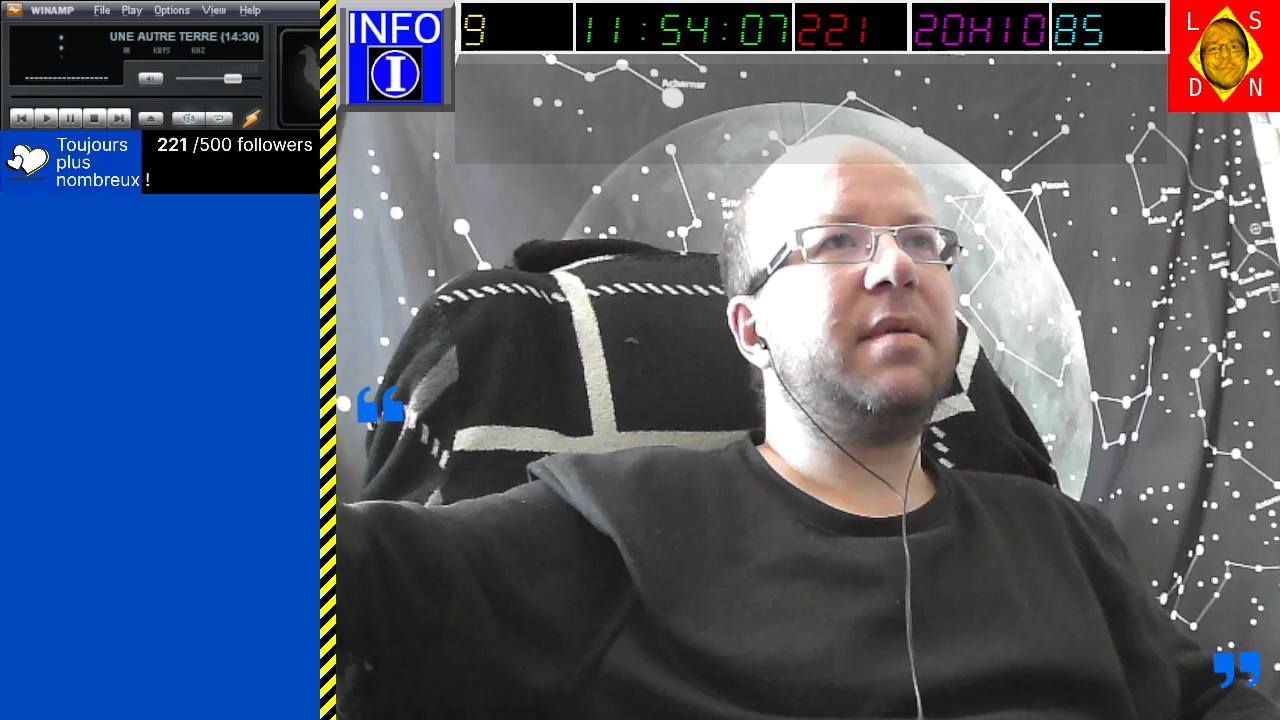 WINAMP File Play Options View Help
UNE AUTRE TERRE (14:30)
KBPS KHZ
Toujours
plus
nombreux !
221 /500 followers
INFO
I
9
11:54:07
221
20H10
85
L S
D N
Achernar
“
”